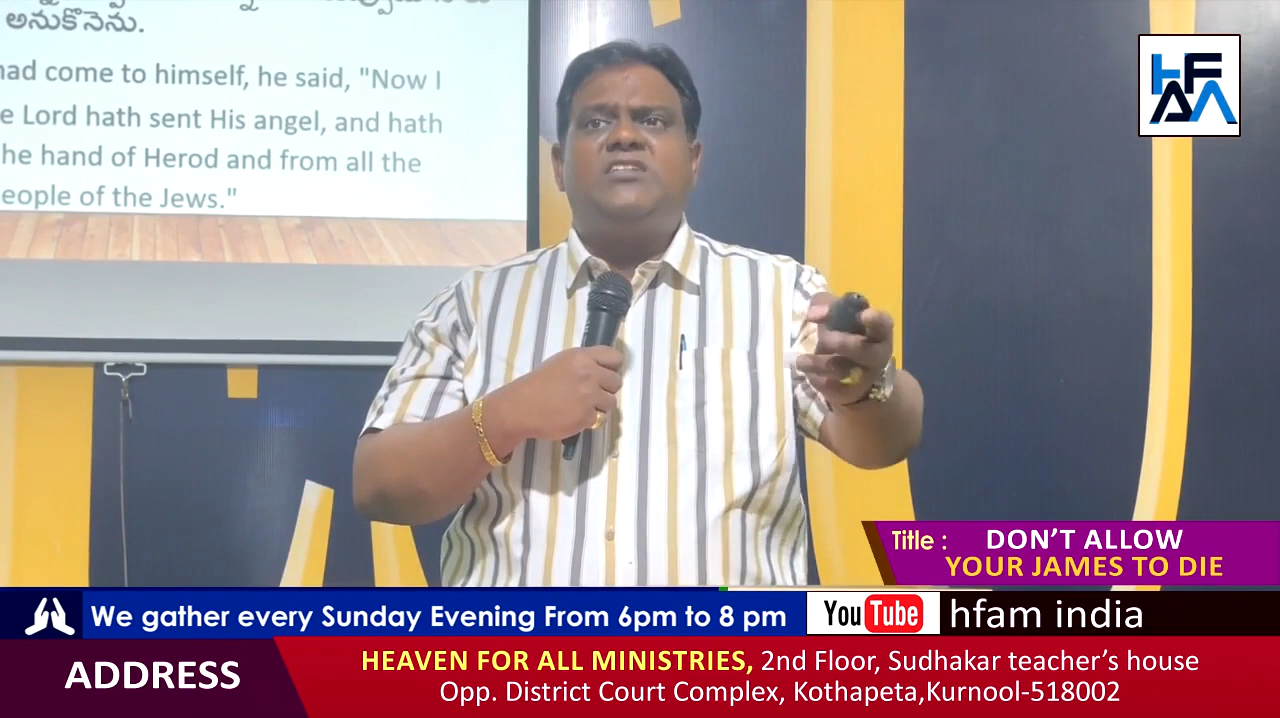 అనుకొనెను.
had come to himself, he said, "Now I
e Lord hath sent His angel, and hath
he hand of Herod and from all the
eople of the Jews."
HFAM
Title : DON'T ALLOW
YOUR JAMES TO DIE
We gather every Sunday Evening From 6pm to 8 pm
YouTube hfam india
ADDRESS
HEAVEN FOR ALL MINISTRIES, 2nd Floor, Sudhakar teacher's house
Opp. District Court Complex, Kothapeta,Kurnool-518002